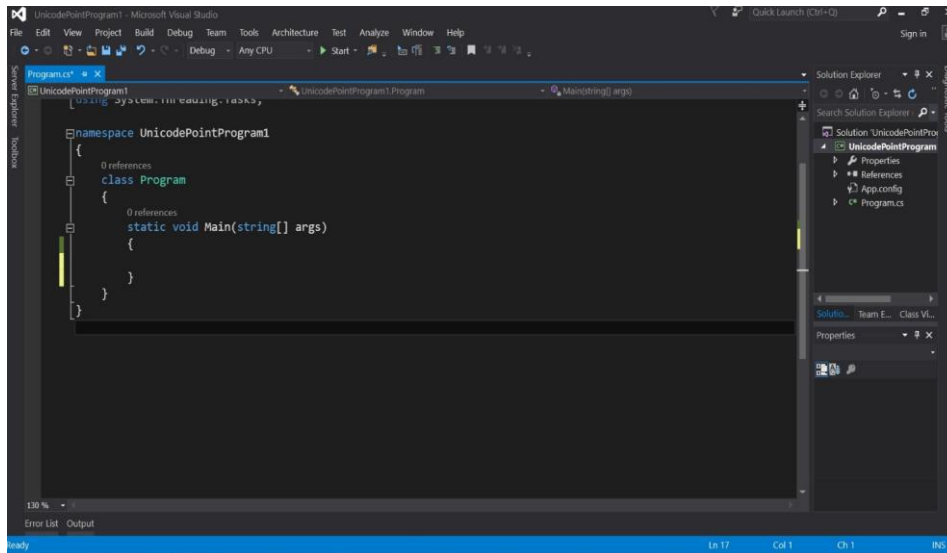 UnicodePointProgram1 - Microsoft Visual Studio
Quick Launch (Ctrl+Q)
File Edit View Project Build Debug Team Tools Architecture Test Analyze Window Help
Sign in
Debug Any CPU Start
Server Explorer
Toolbox
Program.cs*
UnicodePointProgram1 UnicodePointProgram1.Program Main(string[] args)
using System.Threading.Tasks;
namespace UnicodePointProgram1
{
0 references
class Program
{
0 references
static void Main(string[] args)
{
}
}
}
130 %
Error List Output
Solution Explorer
Search Solution Explorer
Solution 'UnicodePointPro
UnicodePointProgram
Properties
References
App.config
Program.cs
Solutio... Team E... Class Vi...
Properties
Ready Ln 17 Col 1 Ch 1 INS